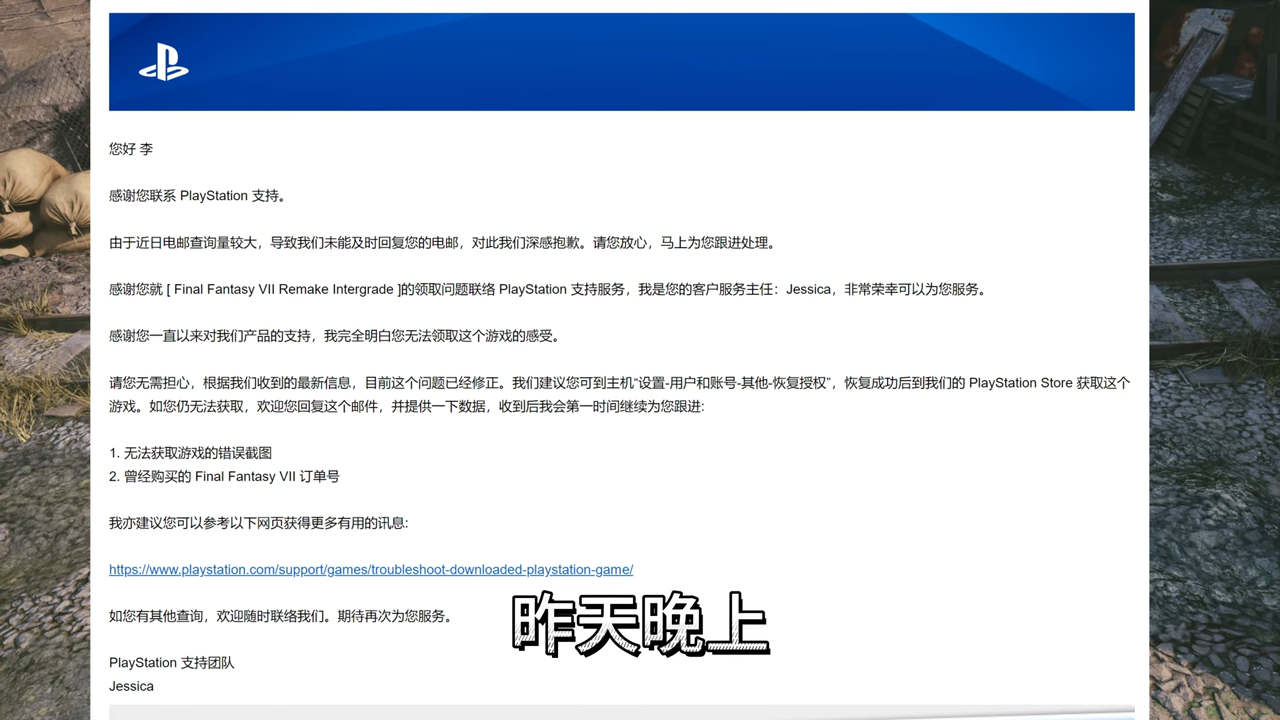 您好 李
感谢您联系 PlayStation 支持。
由于近日电邮查询量较大，导致我们未能及时回复您的电邮，对此我们深感抱歉。请您放心，马上为您跟进处理。
感谢您就 [ Final Fantasy VII Remake Intergrade ]的领取问题联络 PlayStation 支持服务，我是您的客户服务主任：Jessica，非常荣幸可以为您服务。
感谢您一直以来对我们产品的支持，我完全明白您无法领取这个游戏的感受。
请您无需担心，根据我们收到的最新信息，目前这个问题已经修正。我们建议您可到主机“设置-用户和账号-其他-恢复授权”，恢复成功后到我们的 PlayStation Store 获取这个
游戏。如您仍无法获取，欢迎您回复这个邮件，并提供一下数据，收到后我会第一时间继续为您跟进:
1. 无法获取游戏的错误截图
2. 曾经购买的 Final Fantasy VII 订单号
我亦建议您可以参考以下网页获得更多有用的讯息:
https://www.playstation.com/support/games/troubleshoot-downloaded-playstation-game/
如您有其他查询，欢迎随时联络我们。期待再次为您服务。
昨天晚上
PlayStation 支持团队
Jessica